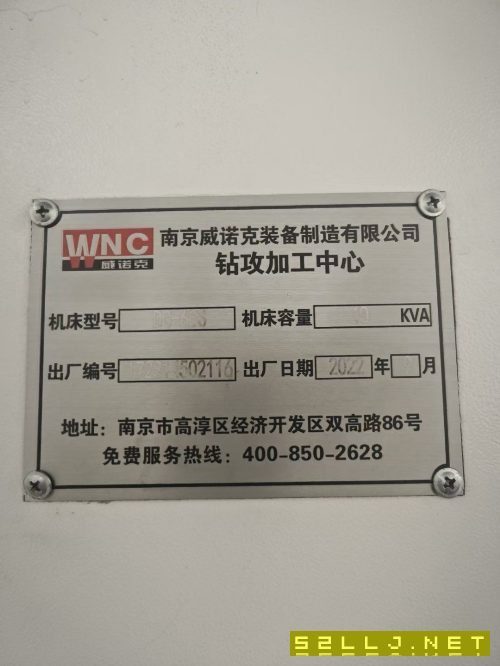 WNC
威诺克
南京威诺克装备制造有限公司
钻攻加工中心
机床型号 机床容量 KVA
出厂编号 502116 出厂日期 2022 年 月
地址：南京市高淳区经济开发区双高路86号
免费服务热线：400-850-2628
52LLJ.NET